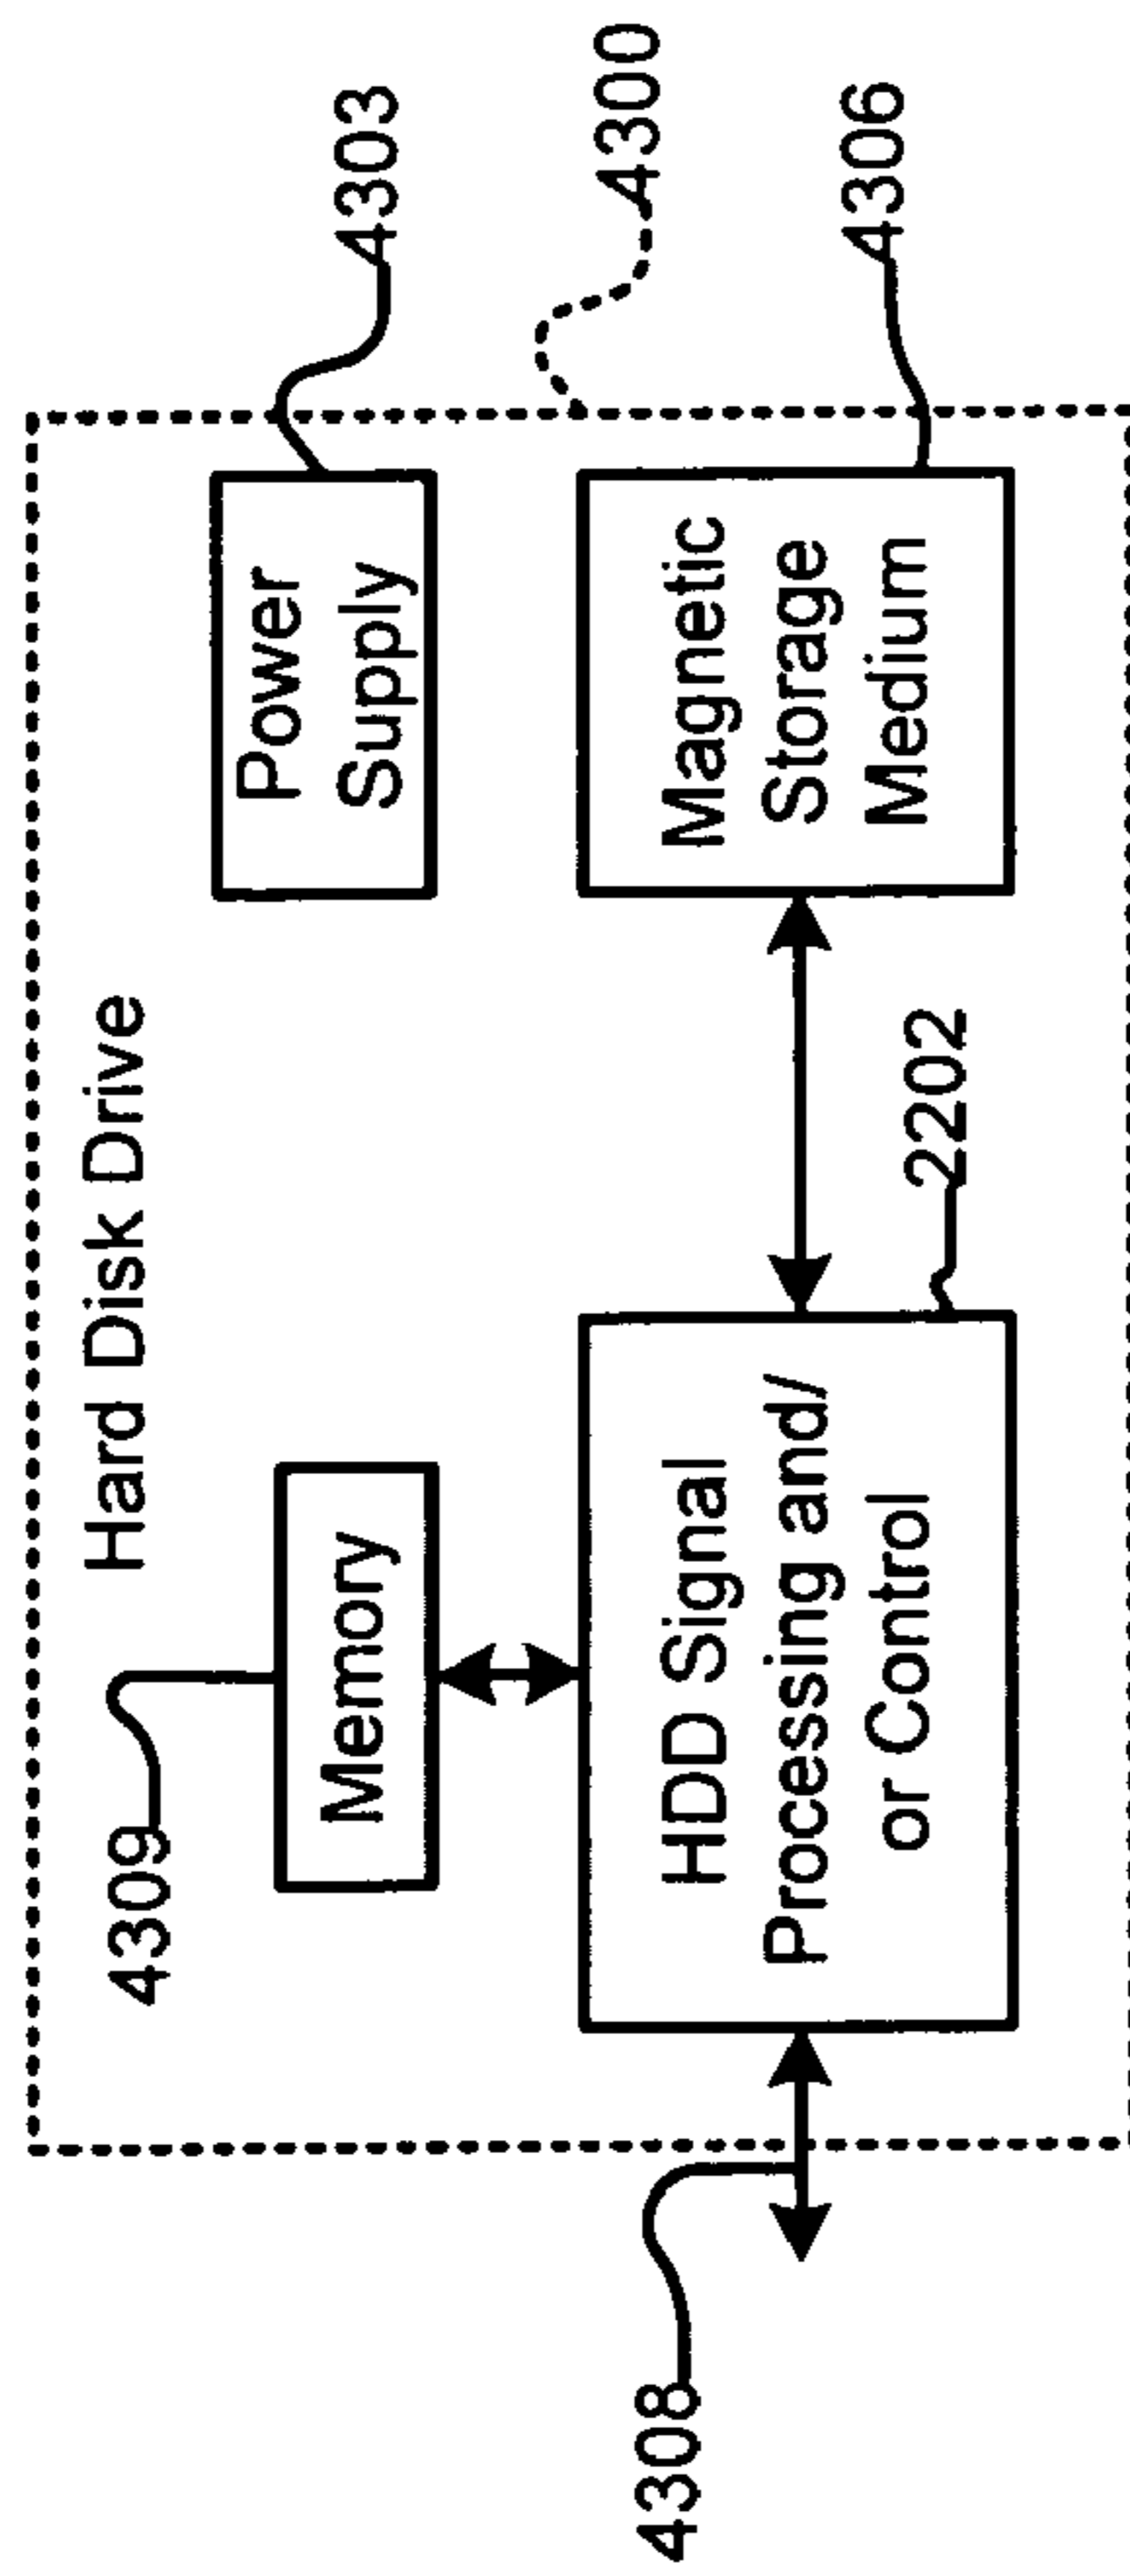 Hard Disk Drive
4309
Memory
Power
Supply
4303
4300
4308
HDD Signal
Processing and/
or Control
2202
Magnetic
Storage
Medium
4306